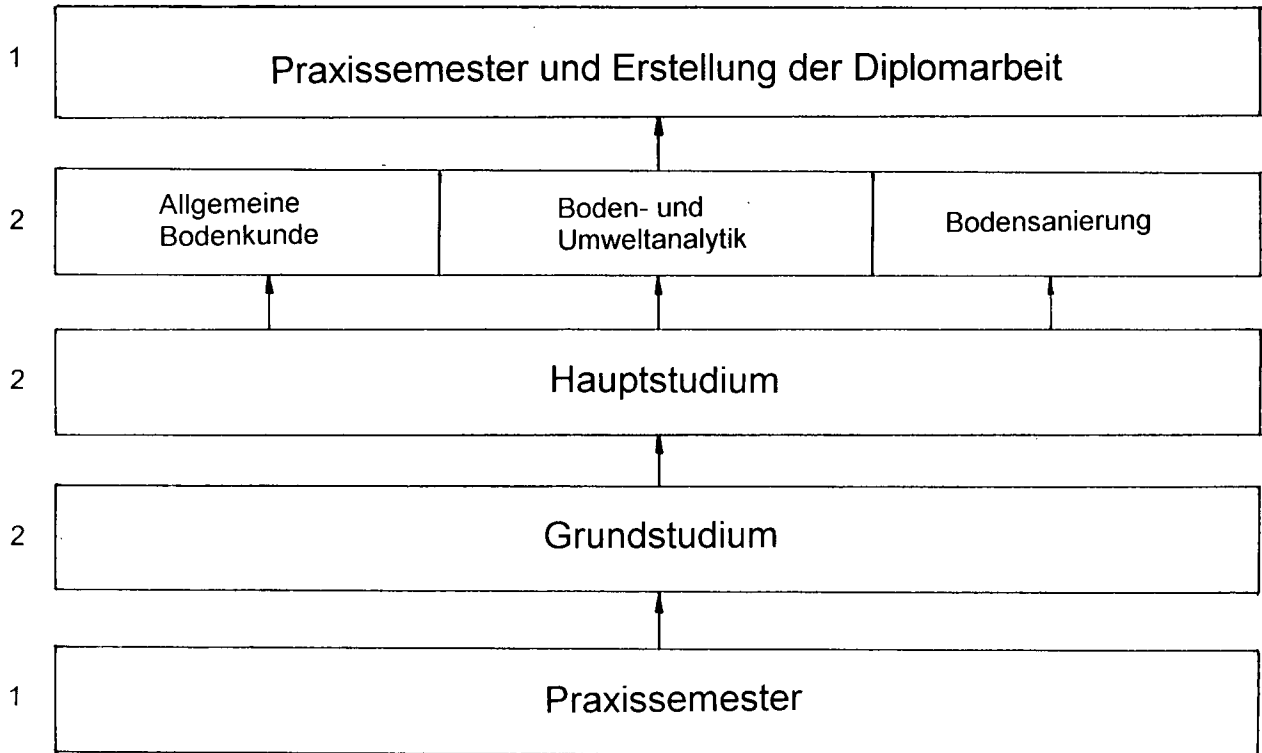 1
Praxissemester und Erstellung der Diplomarbeit
2
Allgemeine
Bodenkunde
Boden- und
Umweltanalytik
Bodensanierung
2
Hauptstudium
2
Grundstudium
1
Praxissemester